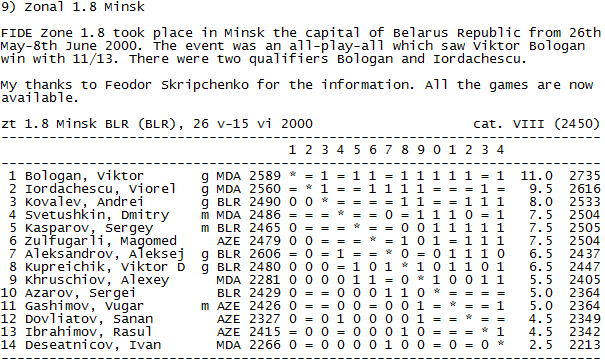 9) Zonal 1.8 Minsk
FIDE Zone 1.8 took place in Minsk the capital of Belarus Republic from 26th
May-8th June 2000. The event was an all-play-all which saw Viktor Bologan
win with 11/13. There were two qualifiers Bologan and Iordachescu.
My thanks to Feodor Skripchenko for the information. All the games are now
available.
zt 1.8 Minsk BLR (BLR), 26 v-15 vi 2000 cat. VIII (2450)
1 2 3 4 5 6 7 8 9 0 1 2 3 4
1 Bologan, Viktor g MDA 2589 * = 1 = 1 1 = 1 1 1 1 1 = 1 11.0 2735
2 Iordachescu, Viorel g MDA 2560 = * 1 = = 1 1 1 1 = = = 1 = 9.5 2616
3 Kovalev, Andrei g BLR 2490 0 0 * = = = = 1 1 = = 1 1 1 8.0 2533
4 Svetushkin, Dmitry m MDA 2486 = = = * = = 0 = 1 1 1 0 = 1 7.5 2504
5 Kasparov, Sergey m BLR 2465 0 = = = * = = 0 0 1 1 1 1 1 7.5 2505
6 Zulfugarli, Magomed AZE 2479 0 0 = = = * = 1 0 1 = 1 1 1 7.5 2504
7 Aleksandrov, Aleksej g BLR 2606 = 0 = 1 = = * 0 = 0 1 1 1 0 6.5 2437
8 Kupreichik, Viktor D g BLR 2480 0 0 0 = 1 0 1 * 1 0 1 1 0 1 6.5 2447
9 Khruschiov, Alexey MDA 2281 0 0 0 0 1 1 = 0 * 1 0 0 1 1 5.5 2405
10 Azarov, Sergei BLR 2429 0 = = 0 0 0 1 1 0 * = = = = 5.0 2364
11 Gashimov, Vugar m AZE 2426 0 = = 0 0 = 0 0 1 = * = = 1 5.0 2364
12 Dovliatov, Sanan AZE 2327 0 = 0 1 0 0 0 0 1 = = * = = 4.5 2349
13 Ibrahimov, Rasul AZE 2415 = 0 0 = 0 0 0 1 0 = = = * 1 4.5 2342
14 Deseatnicov, Ivan MDA 2266 0 = 0 0 0 0 1 0 0 = 0 = 0 * 2.5 2213